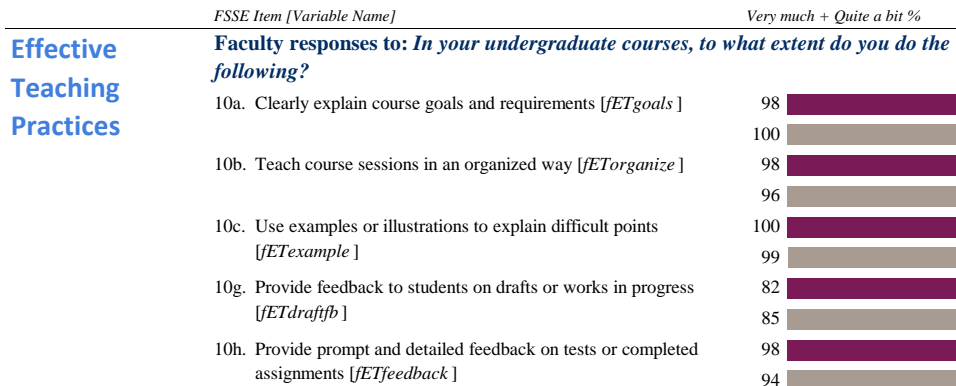 FSSE Item [Variable Name] Very much + Quite a bit %
Effective
Teaching
Practices
Faculty responses to: In your undergraduate courses, to what extent do you do the
following?
10a. Clearly explain course goals and requirements [fETgoals ] 98
100
10b. Teach course sessions in an organized way [fETorganize ] 98
96
10c. Use examples or illustrations to explain difficult points 100
[fETexample ] 99
10g. Provide feedback to students on drafts or works in progress 82
[fETdraftfb ] 85
10h. Provide prompt and detailed feedback on tests or completed 98
assignments [fETfeedback ] 94